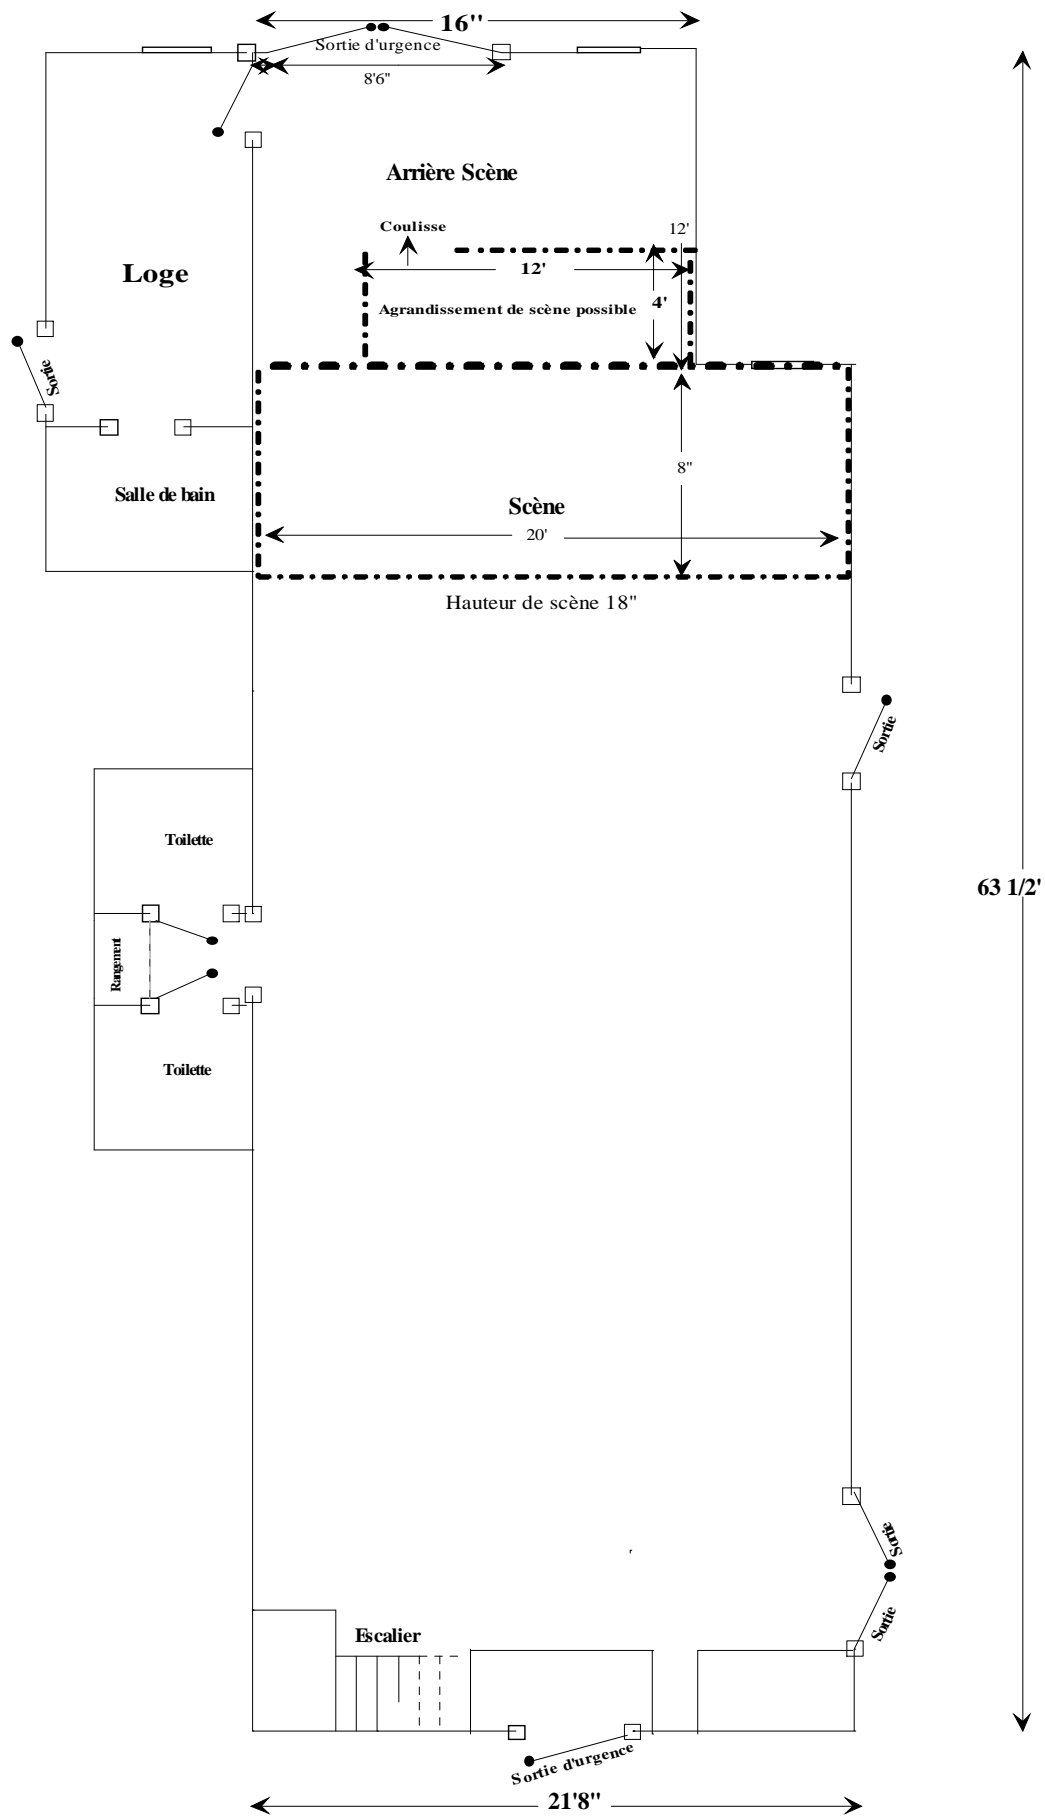 16"
Sortie d'urgence
8'6"
Arrière Scène
Coulisse
12'
Loge
12'
Agrandissement de scène possible
4'
Sortie
8"
Salle de bain
Scène
20'
Hauteur de scène 18"
Sortie
Toilette
63 1/2'
Rangement
Toilette
Sortie
Sortie
Escalier
Sortie d'urgence
21'8"